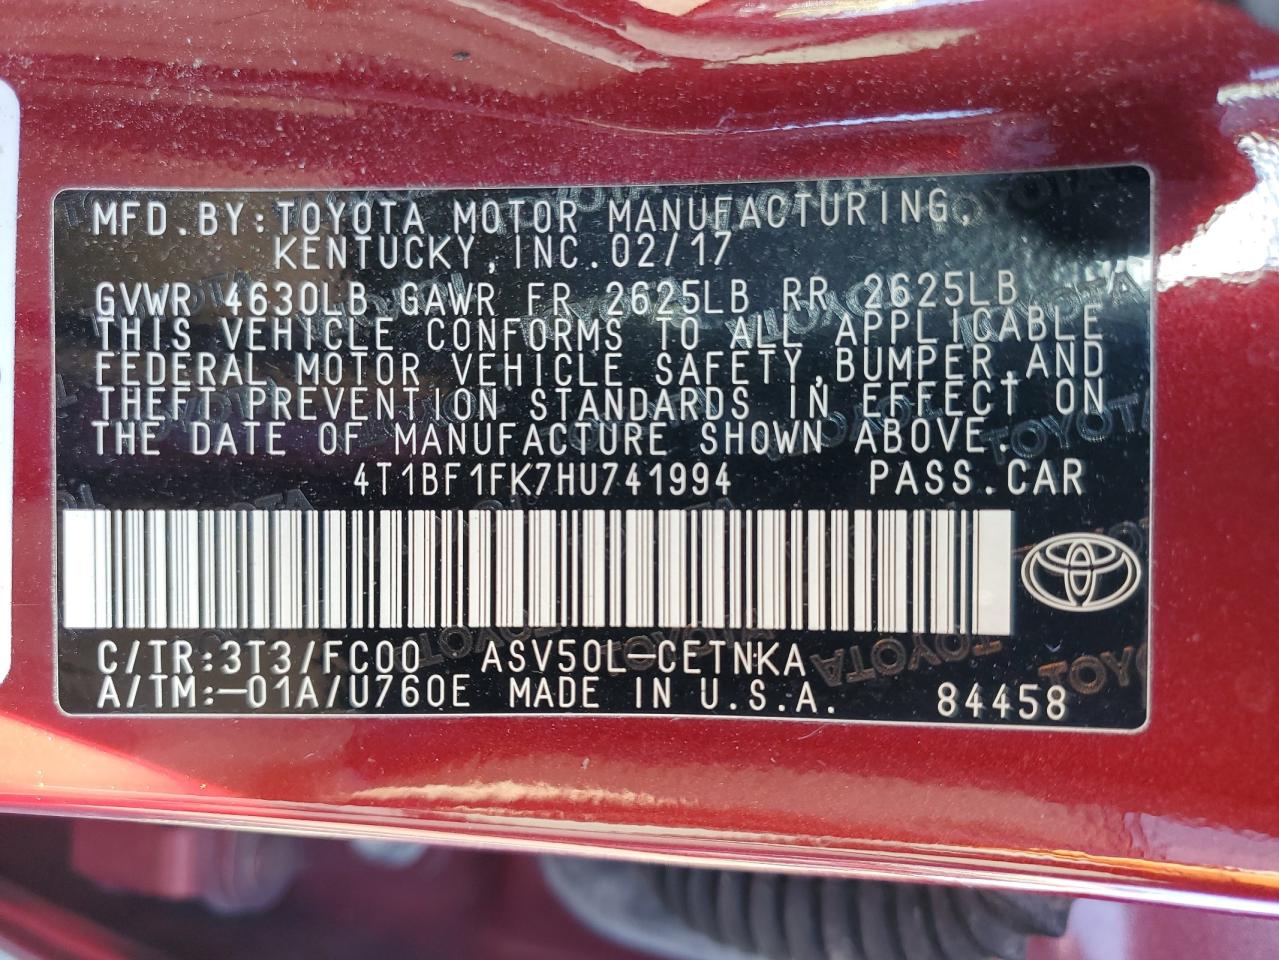 MFD.BY:TOYOTA MOTOR MANUFACTURING,
KENTUCKY,INC.02/17
GVWR 4630LB GAWR FR 2625LB RR 2625LB
THIS VEHICLE CONFORMS TO ALL APPLICABLE
FEDERAL MOTOR VEHICLE SAFETY,BUMPER,AND
THEFT PREVENTION STANDARDS IN EFFECT ON
THE DATE OF MANUFACTURE SHOWN ABOVE.
4T1BF1FK7HU741994 PASS.CAR
C/TR:3T3/FC00 ASV50L-CETNKA
A/TM:-01A/U760E MADE IN U.S.A. 84458